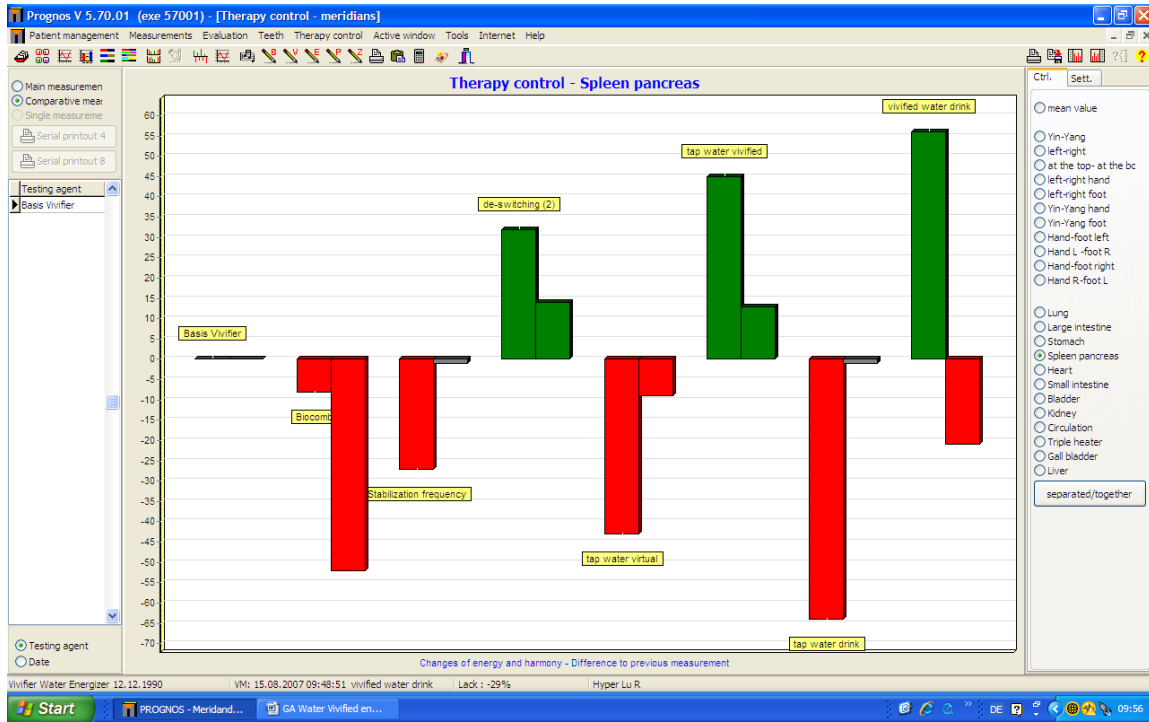 Prognos V 5.70.01 (exe 57001) - [Therapy control - meridians]
Patient management Measurements Evaluation Teeth Therapy control Active window Tools Internet Help
Main measuremen
Comparative mea:
Single measureme
Serial printout 4
Serial printout 8
Testing agent
Basis Vivifier
Testing agent
Date
Therapy control - Spleen pancreas
60
55
50
45
40
35
30
25
20
15
10
5
0
-5
-10
-15
-20
-25
-30
-35
-40
-45
-50
-55
-60
-65
-70
Basis Vivifier
Biocomb
Stabilization frequency
de-switching (2)
tap water virtual
tap water vivified
tap water drink
vivified water drink
Changes of energy and harmony - Difference to previous measurement
Ctrl. Sett.
mean value
Yin-Yang
left-right
at the top- at the bc
left-right hand
left-right foot
Yin-Yang hand
Yin-Yang foot
Hand-foot left
Hand L -foot R
Hand-foot right
Hand R-foot L
Lung
Large intestine
Stomach
Spleen pancreas
Heart
Small intestine
Bladder
Kidney
Circulation
Triple heater
Gall bladder
Liver
separated/together
Vivifier Water Energizer 12.12.1990 VM: 15.08.2007 09:48:51 vivified water drink Lack : -29% Hyper Lu R
Start PROGNOS - Meridand... GA Water Vivified en... DE 09:56